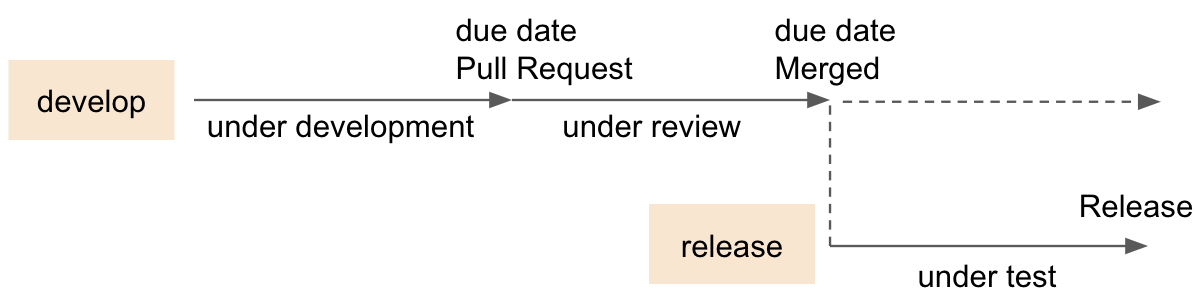 due date
Pull Request
due date
Merged
develop
under development
under review
Release
release
under test